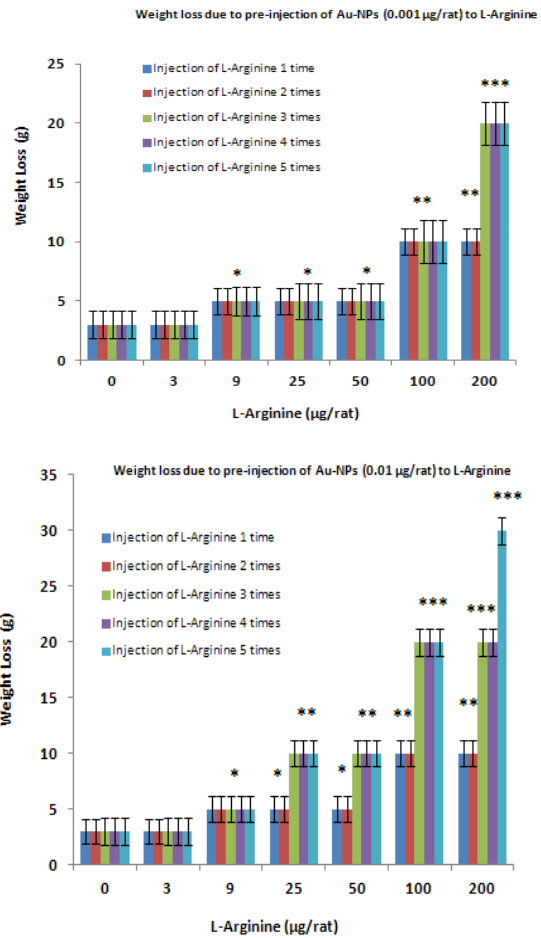 Weight loss due to pre-injection of Au-NPs (0.001 µg/rat) to L-Arginine
25
20
15
10
5
0
Weight Loss (g)
Injection of L-Arginine 1 time
Injection of L-Arginine 2 times
Injection of L-Arginine 3 times
Injection of L-Arginine 4 times
Injection of L-Arginine 5 times
*
*
*
**
**
***
0 3 9 25 50 100 200
L-Arginine (µg/rat)
Weight loss due to pre-injection of Au-NPs (0.01 µg/rat) to L-Arginine
35
30
25
20
15
10
5
0
Weight Loss (g)
Injection of L-Arginine 1 time
Injection of L-Arginine 2 times
Injection of L-Arginine 3 times
Injection of L-Arginine 4 times
Injection of L-Arginine 5 times
*
*
**
*
**
**
***
**
***
***
0 3 9 25 50 100 200
L-Arginine (µg/rat)